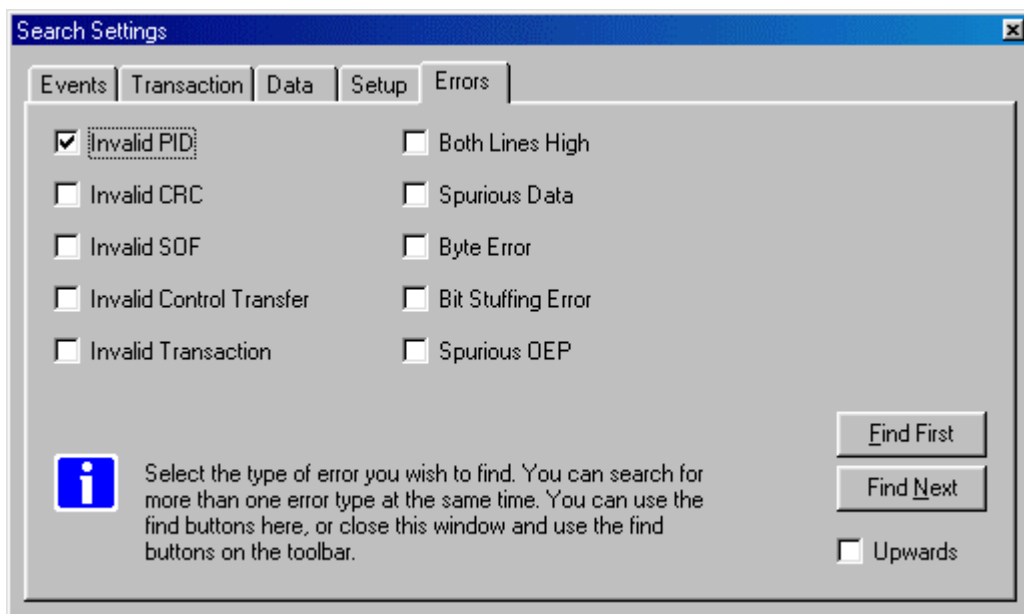 Search Settings
Events Transaction Data Setup Errors
Invalid PID
Invalid CRC
Invalid SOF
Invalid Control Transfer
Invalid Transaction
Both Lines High
Spurious Data
Byte Error
Bit Stuffing Error
Spurious OEP
Select the type of error you wish to find. You can search for
more than one error type at the same time. You can use the
find buttons here, or close this window and use the find
buttons on the toolbar.
Find First
Find Next
Upwards